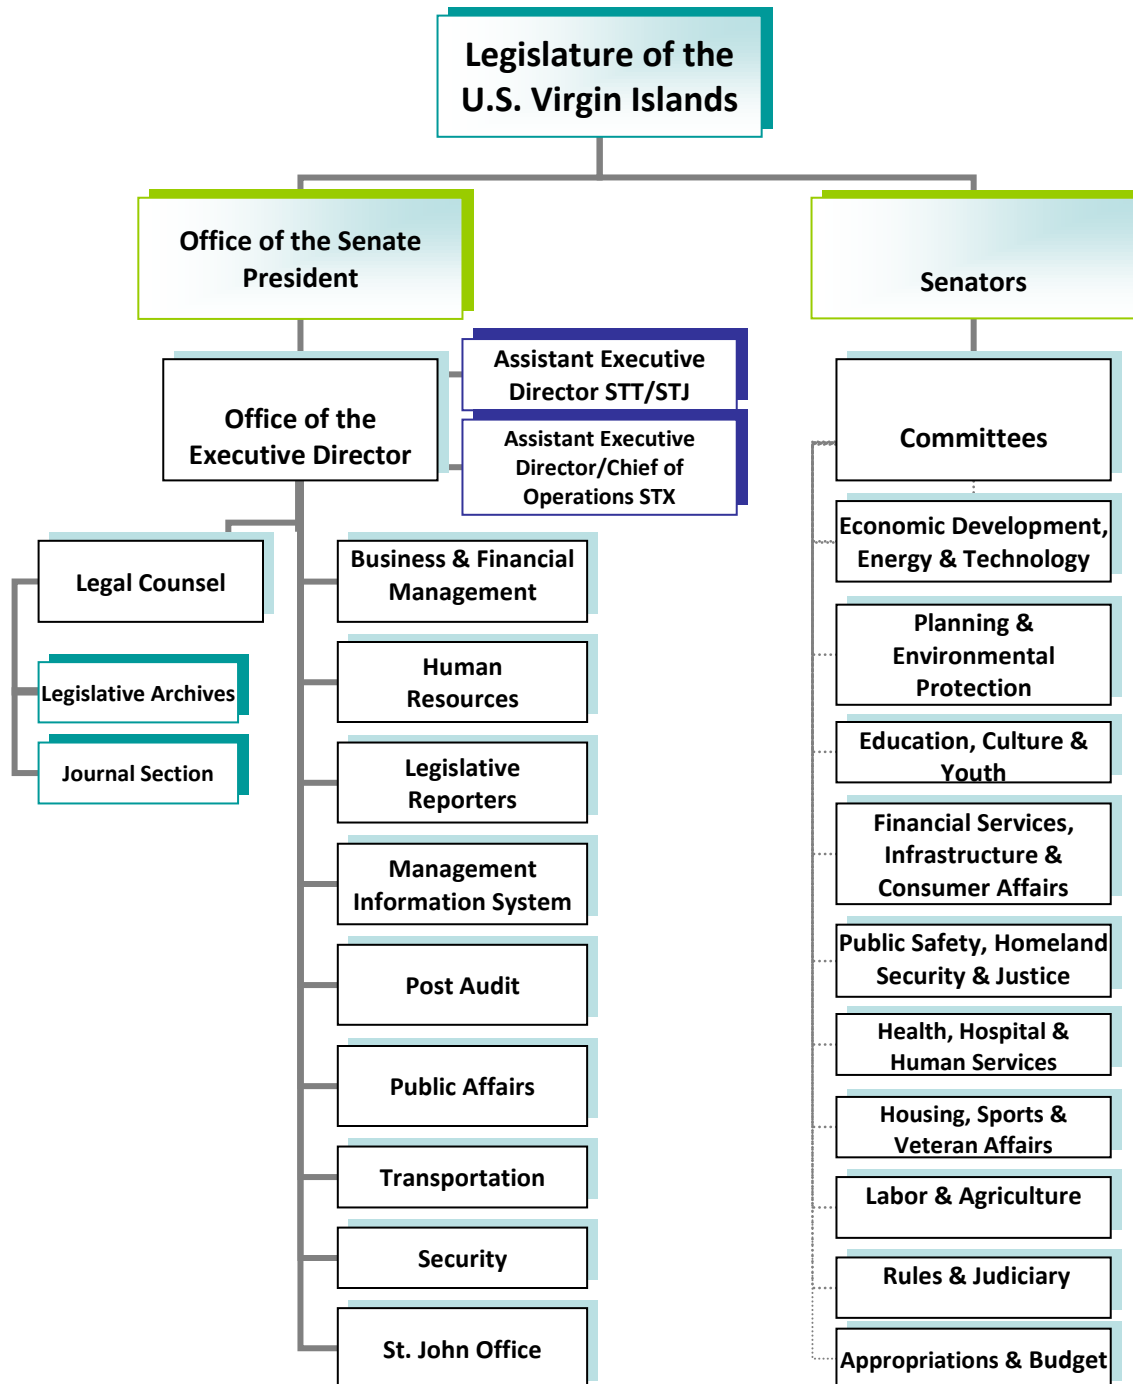 Legislature of the
U.S. Virgin Islands
Office of the Senate
President
Senators
Office of the
Executive Director
Assistant Executive
Director STT/STJ
Assistant Executive
Director/Chief of
Operations STX
Legal Counsel
Legislative Archives
Journal Section
Business & Financial
Management
Human
Resources
Legislative
Reporters
Management
Information System
Post Audit
Public Affairs
Transportation
Security
St. John Office
Committees
Economic Development,
Energy & Technology
Planning &
Environmental
Protection
Education, Culture &
Youth
Financial Services,
Infrastructure &
Consumer Affairs
Public Safety, Homeland
Security & Justice
Health, Hospital &
Human Services
Housing, Sports &
Veteran Affairs
Labor & Agriculture
Rules & Judiciary
Appropriations & Budget